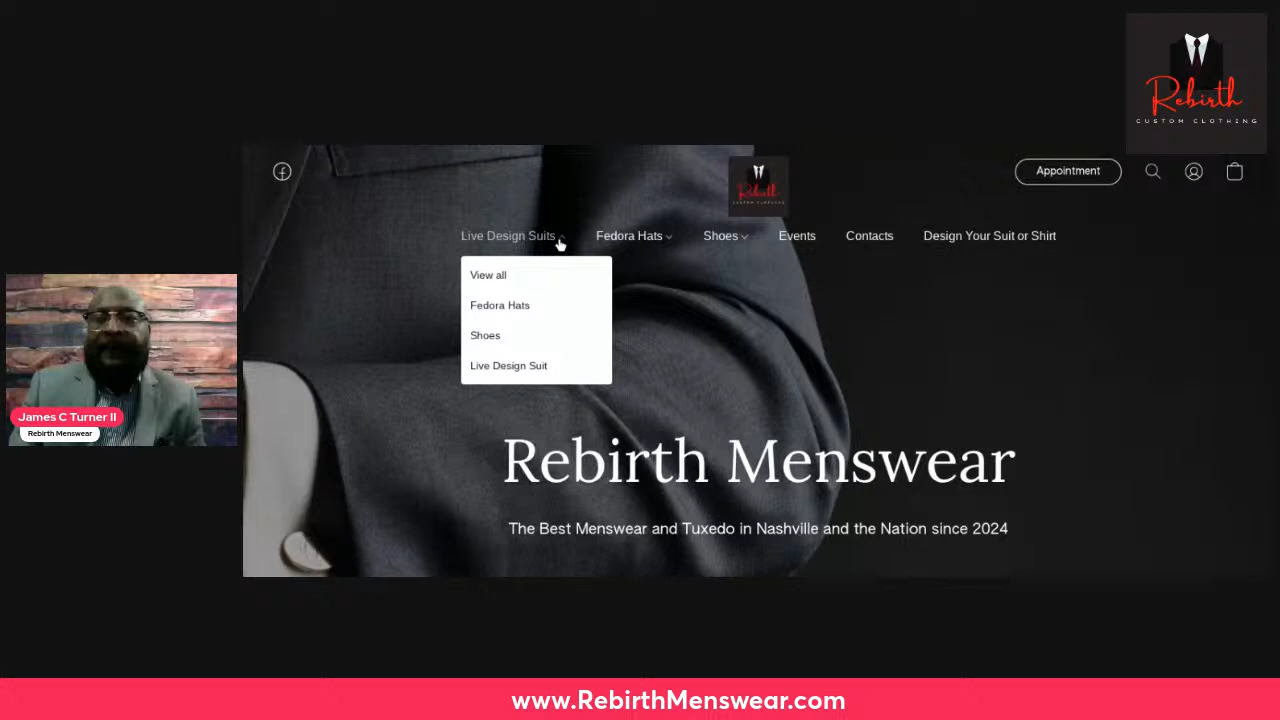 Rebirth
CUSTOM CLOTHING
Appointment
Rebirth
Live Design Suits
Fedora Hats
Shoes
Events
Contacts
Design Your Suit or Shirt
View all
Fedora Hats
Shoes
Live Design Suit
James C Turner II
Rebirth Menswear
Rebirth Menswear
The Best Menswear and Tuxedo in Nashville and the Nation since 2024
www.RebirthMenswear.com